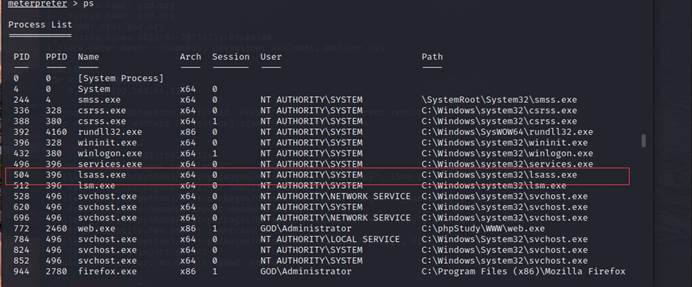 meterpreter > ps
Process List
PID PPID Name Arch Session User Path
0 0 [System Process]
4 0 System x64 0
244 4 smss.exe x64 0 NT AUTHORITY\SYSTEM \SystemRoot\System32\smss.exe
336 328 csrss.exe x64 0 NT AUTHORITY\SYSTEM C:\Windows\system32\csrss.exe
388 380 csrss.exe x64 1 NT AUTHORITY\SYSTEM C:\Windows\system32\csrss.exe
392 4160 rundll32.exe x86 0 NT AUTHORITY\SYSTEM C:\Windows\SysWOW64\rundll32.exe
396 328 wininit.exe x64 0 NT AUTHORITY\SYSTEM C:\Windows\system32\wininit.exe
432 380 winlogon.exe x64 1 NT AUTHORITY\SYSTEM C:\Windows\system32\winlogon.exe
496 396 services.exe x64 0 NT AUTHORITY\SYSTEM C:\Windows\system32\services.exe
504 396 lsass.exe x64 0 NT AUTHORITY\SYSTEM C:\Windows\system32\lsass.exe
512 396 lsm.exe x64 0 NT AUTHORITY\SYSTEM C:\Windows\system32\lsm.exe
528 496 svchost.exe x64 0 NT AUTHORITY\NETWORK SERVICE C:\Windows\system32\svchost.exe
620 496 svchost.exe x64 0 NT AUTHORITY\SYSTEM C:\Windows\system32\svchost.exe
696 496 svchost.exe x64 0 NT AUTHORITY\NETWORK SERVICE C:\Windows\system32\svchost.exe
772 2460 web.exe x86 1 GOD\Administrator C:\phpStudy\WWW\web.exe
784 496 svchost.exe x64 0 NT AUTHORITY\LOCAL SERVICE C:\Windows\system32\svchost.exe
824 496 svchost.exe x64 0 NT AUTHORITY\SYSTEM C:\Windows\system32\svchost.exe
852 496 svchost.exe x64 0 NT AUTHORITY\SYSTEM C:\Windows\system32\svchost.exe
944 2780 firefox.exe x86 1 GOD\Administrator C:\Program Files (x86)\Mozilla Firefox